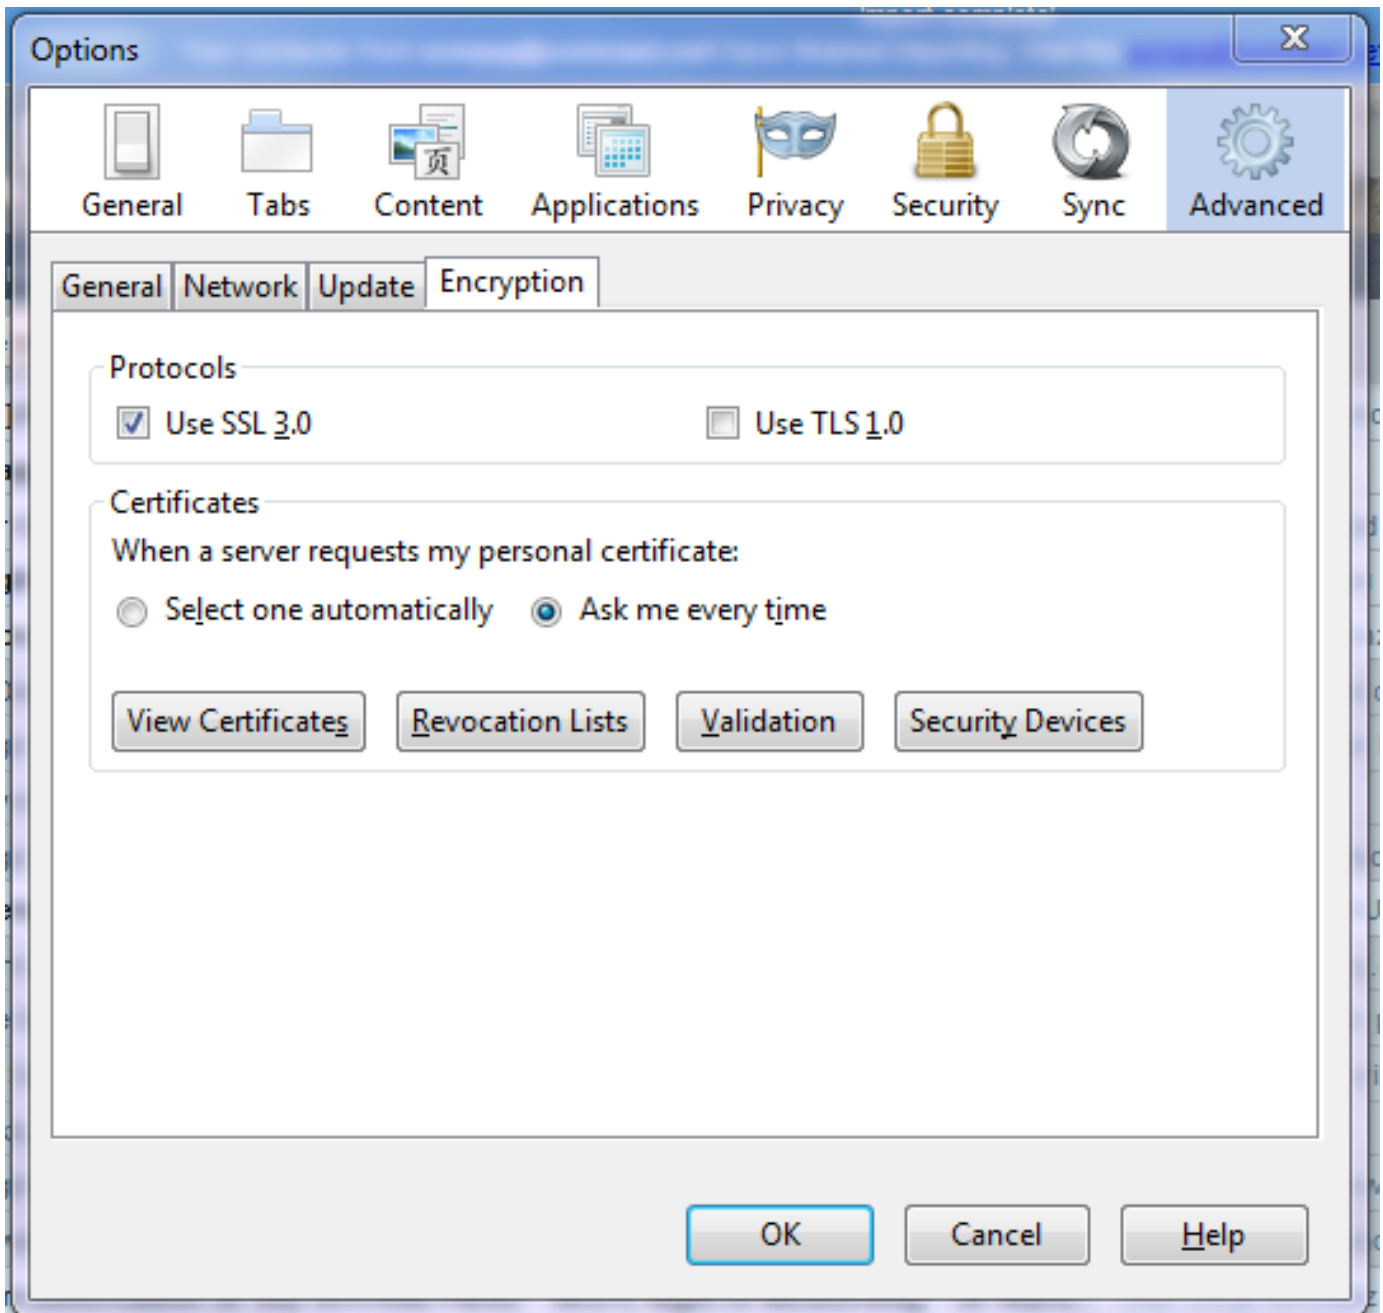 Options
General Tabs Content Applications Privacy Security Sync Advanced
General Network Update Encryption
Protocols
Use SSL 3.0 Use TLS 1.0
Certificates
When a server requests my personal certificate:
Select one automatically Ask me every time
View Certificates Revocation Lists Validation Security Devices
OK Cancel Help
页